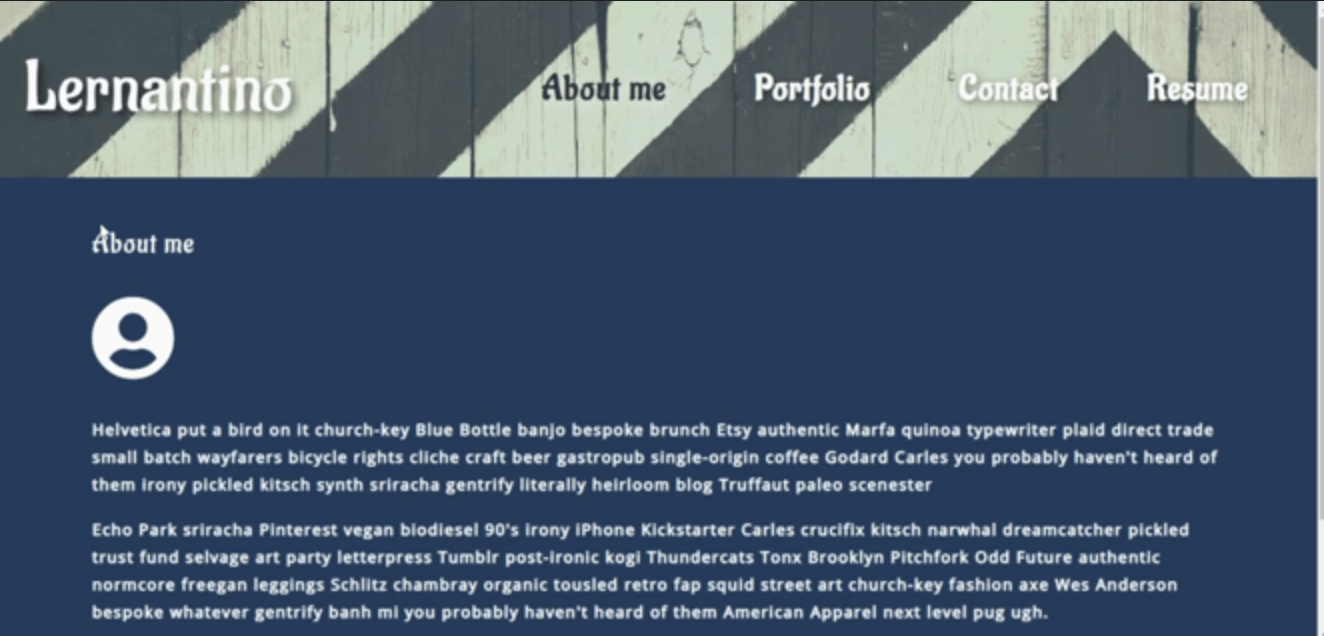 Lernantino
About me
Portfolio
Contact
Resume
About me
Helvetica put a bird on it church-key Blue Bottle banjo bespoke brunch Etsy authentic Marfa quinoa typewriter plaid direct trade
small batch wayfarers bicycle rights cliche craft beer gastropub single-origin coffee Godard Carles you probably haven't heard of
them irony pickled kitsch synth sriracha gentrify literally heirloom blog Truffaut paleo scenester
Echo Park sriracha Pinterest vegan biodiesel 90's irony iPhone Kickstarter Carles crucifix kitsch narwhal dreamcatcher pickled
trust fund selvage art party letterpress Tumblr post-ironic kogi Thundercats Tonx Brooklyn Pitchfork Odd Future authentic
normcore freegan leggings Schlitz chambray organic tousled retro fap squid street art church-key fashion axe Wes Anderson
bespoke whatever gentrify banh mi you probably haven't heard of them American Apparel next level pug ugh.